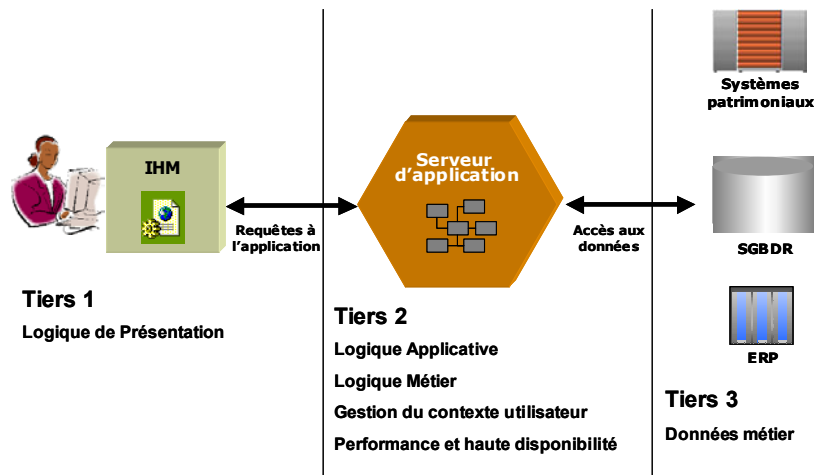 Systèmes
patrimoniaux
IHM
Serveur
d'application
Requêtes à
l'application
Accès aux
données
SGBDR
ERP
Tiers 1
Logique de Présentation
Tiers 2
Logique Applicative
Logique Métier
Gestion du contexte utilisateur
Performance et haute disponibilité
Tiers 3
Données métier